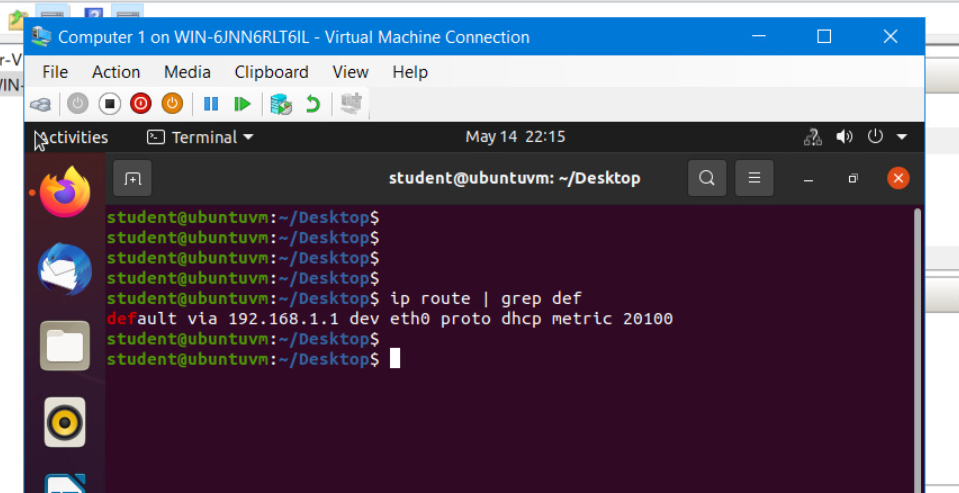 Computer 1 on WIN-6JNN6RLT6IL - Virtual Machine Connection
r-V
File Action Media Clipboard View Help
IN-
Activities Terminal May 14 22:15
student@ubuntuvm: ~/Desktop
student@ubuntuvm:~/Desktop$
student@ubuntuvm:~/Desktop$
student@ubuntuvm:~/Desktop$
student@ubuntuvm:~/Desktop$
student@ubuntuvm:~/Desktop$ ip route | grep def
default via 192.168.1.1 dev eth0 proto dhcp metric 20100
student@ubuntuvm:~/Desktop$
student@ubuntuvm:~/Desktop$